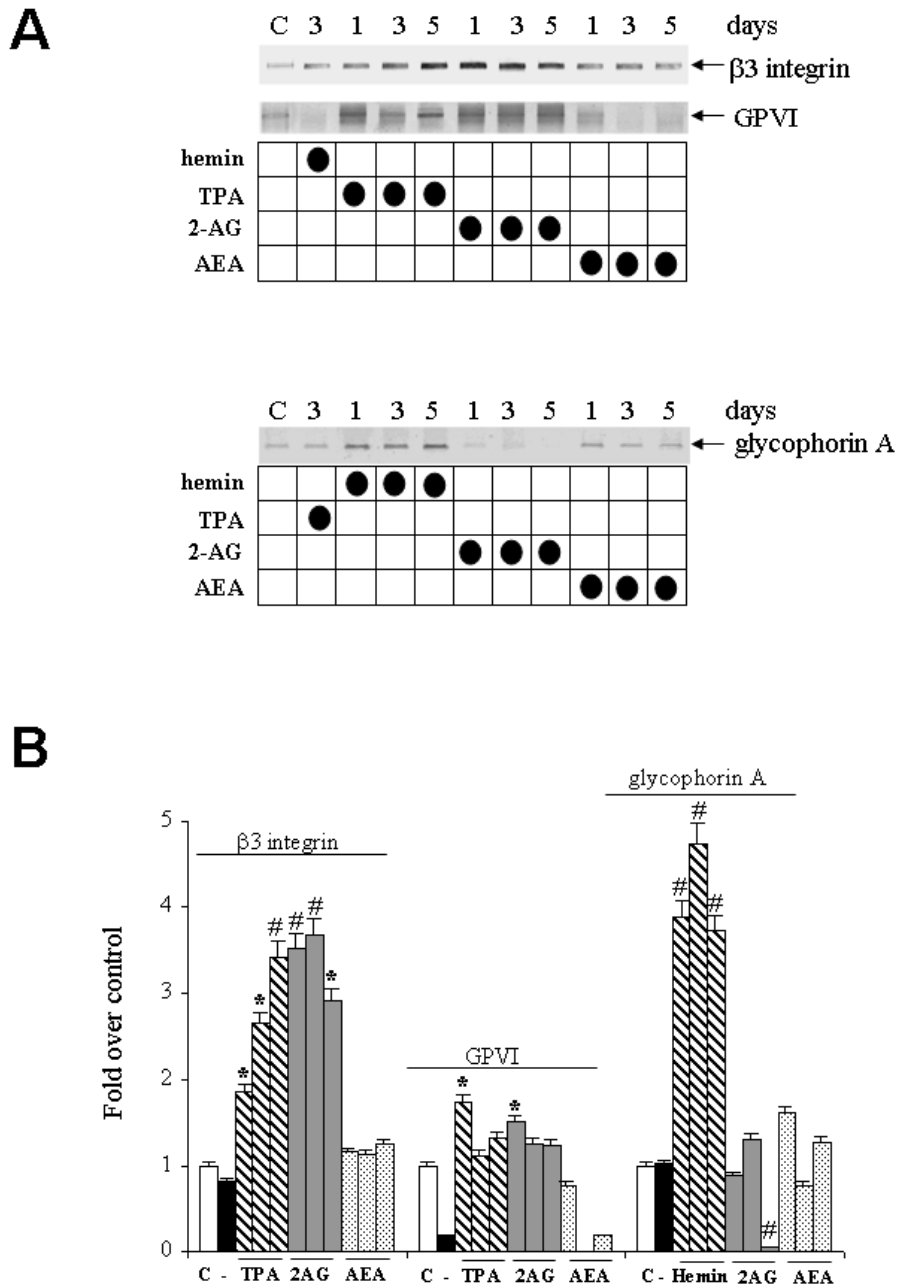 A
C 3 1 3 5 1 3 5 1 3 5 days
β3 integrin
GPVI
hemin
TPA
2-AG
AEA
C 3 1 3 5 1 3 5 1 3 5 days
glycophorin A
hemin
TPA
2-AG
AEA
B
glycophorin A
β3 integrin
GPVI
Fold over control
5
4
3
2
1
0
# # # # # #
* * * * *
#
C - TPA 2AG AEA C - TPA 2AG AEA C - Hemin 2AG AEA